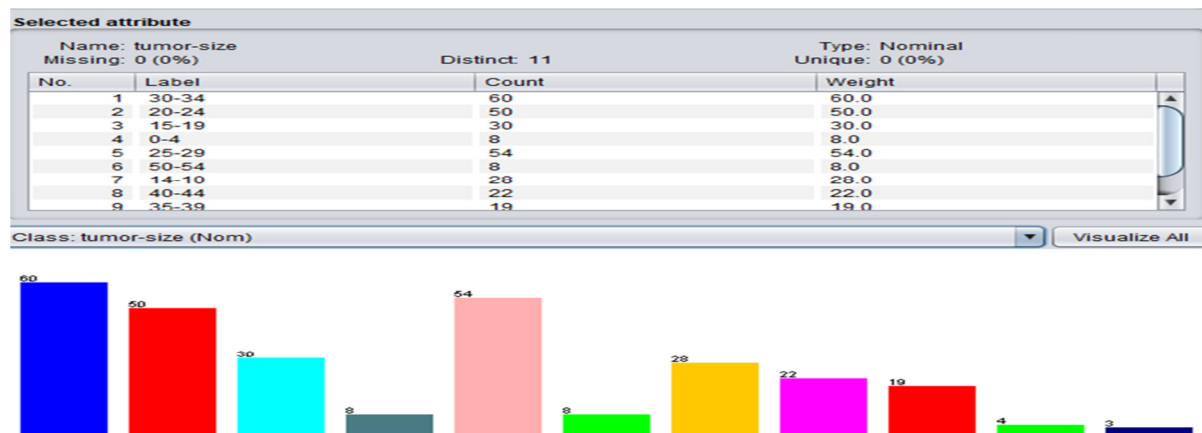 Selected attribute
Name: tumor-size Type: Nominal
Missing: 0 (0%) Distinct: 11 Unique: 0 (0%)
No. Label Count Weight
1 30-34 60 60.0
2 20-24 50 50.0
3 15-19 30 30.0
4 0-4 8 8.0
5 25-29 54 54.0
6 50-54 8 8.0
7 14-10 28 28.0
8 40-44 22 22.0
9 35-39 19 19.0
Class: tumor-size (Nom) Visualize All
60
50
30
8
54
8
28
22
19
4
3